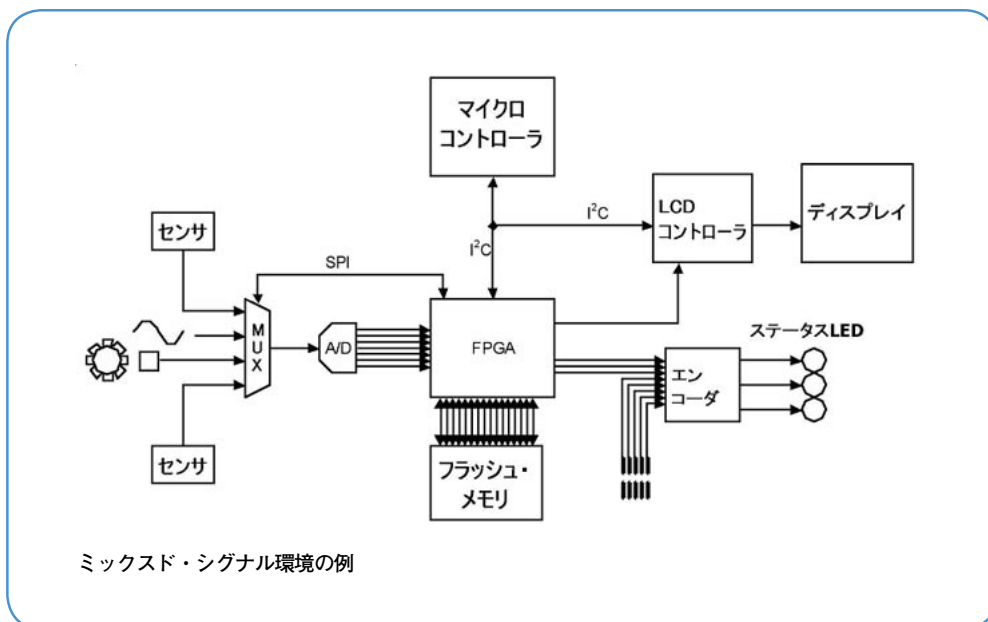 マイクロ
コントローラ
I²C
LCD
コントローラ
ディスプレイ
センサ
I²C
SPI
MUX
A/D
FPGA
ステータスLED
エン
コーダ
センサ
フラッシュ・
メモリ
ミックスド・シグナル環境の例